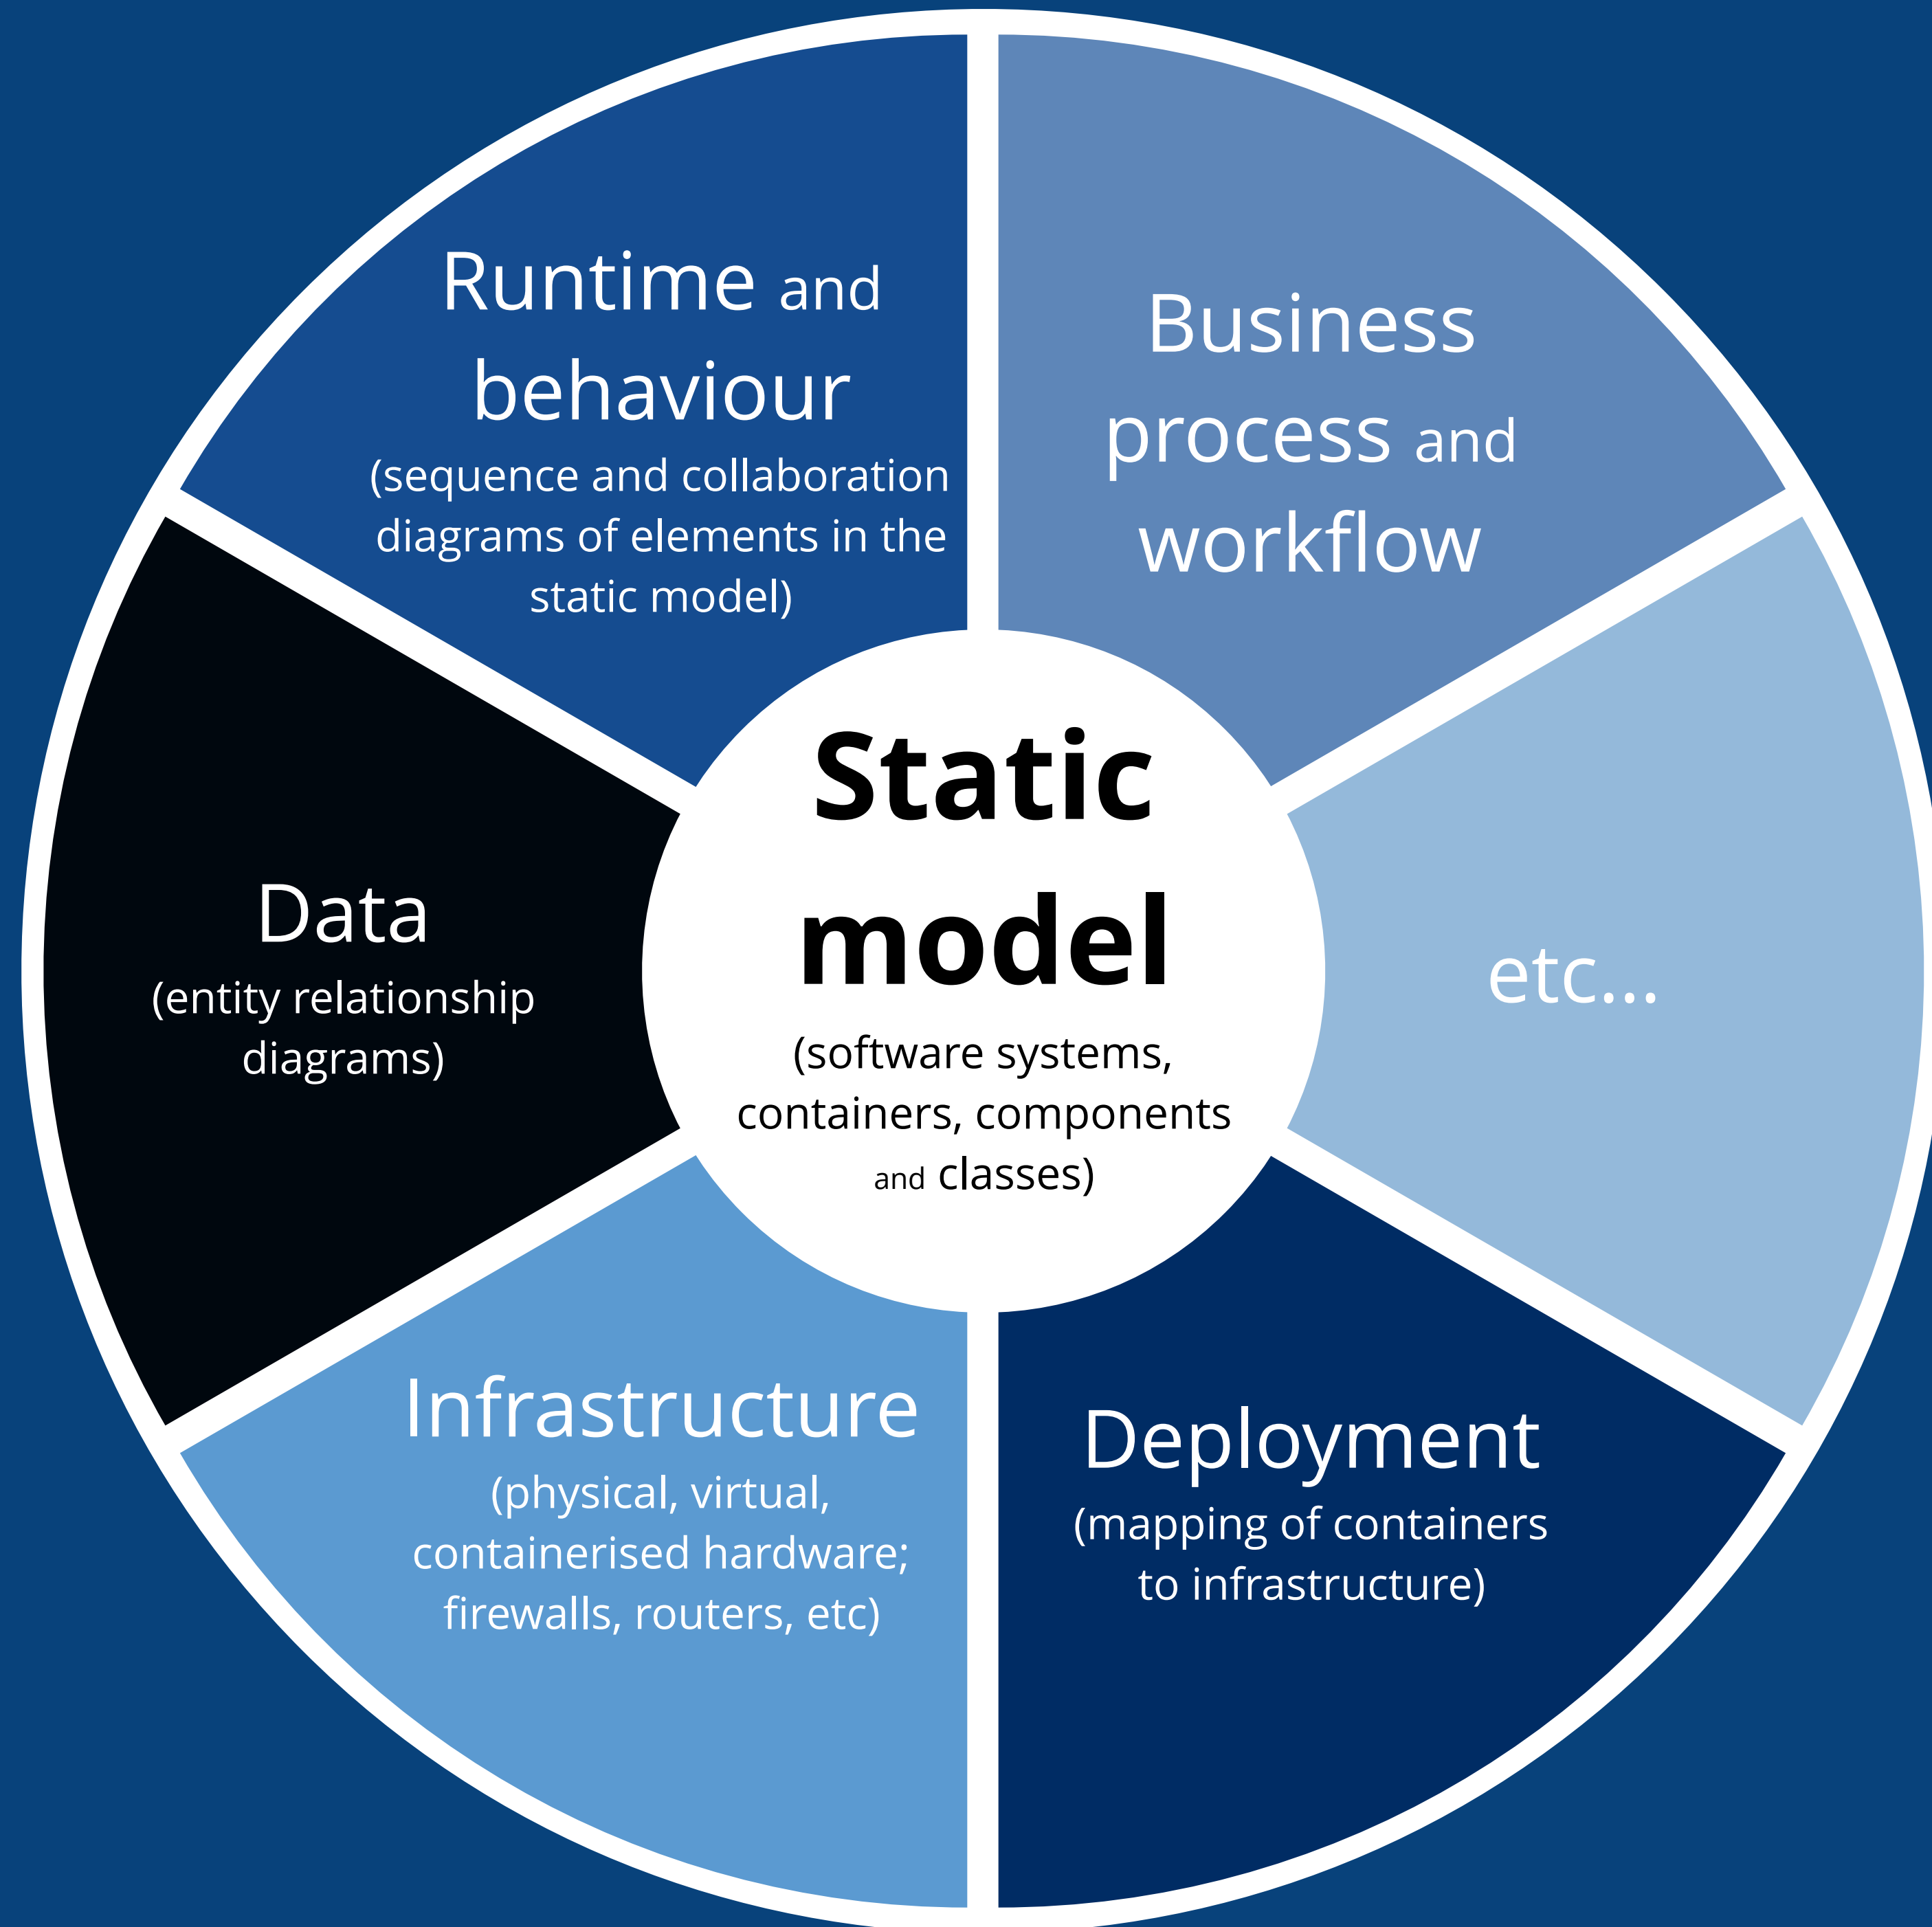 Runtime and
behaviour
(sequence and collaboration
diagrams of elements in the
static model)
Business
process and
workflow
Data
(entity relationship
diagrams)
Static
model
(software systems,
containers, components
and classes)
etc...
Infrastructure
(physical, virtual,
containerised hardware;
firewalls, routers, etc)
Deployment
(mapping of containers
to infrastructure)